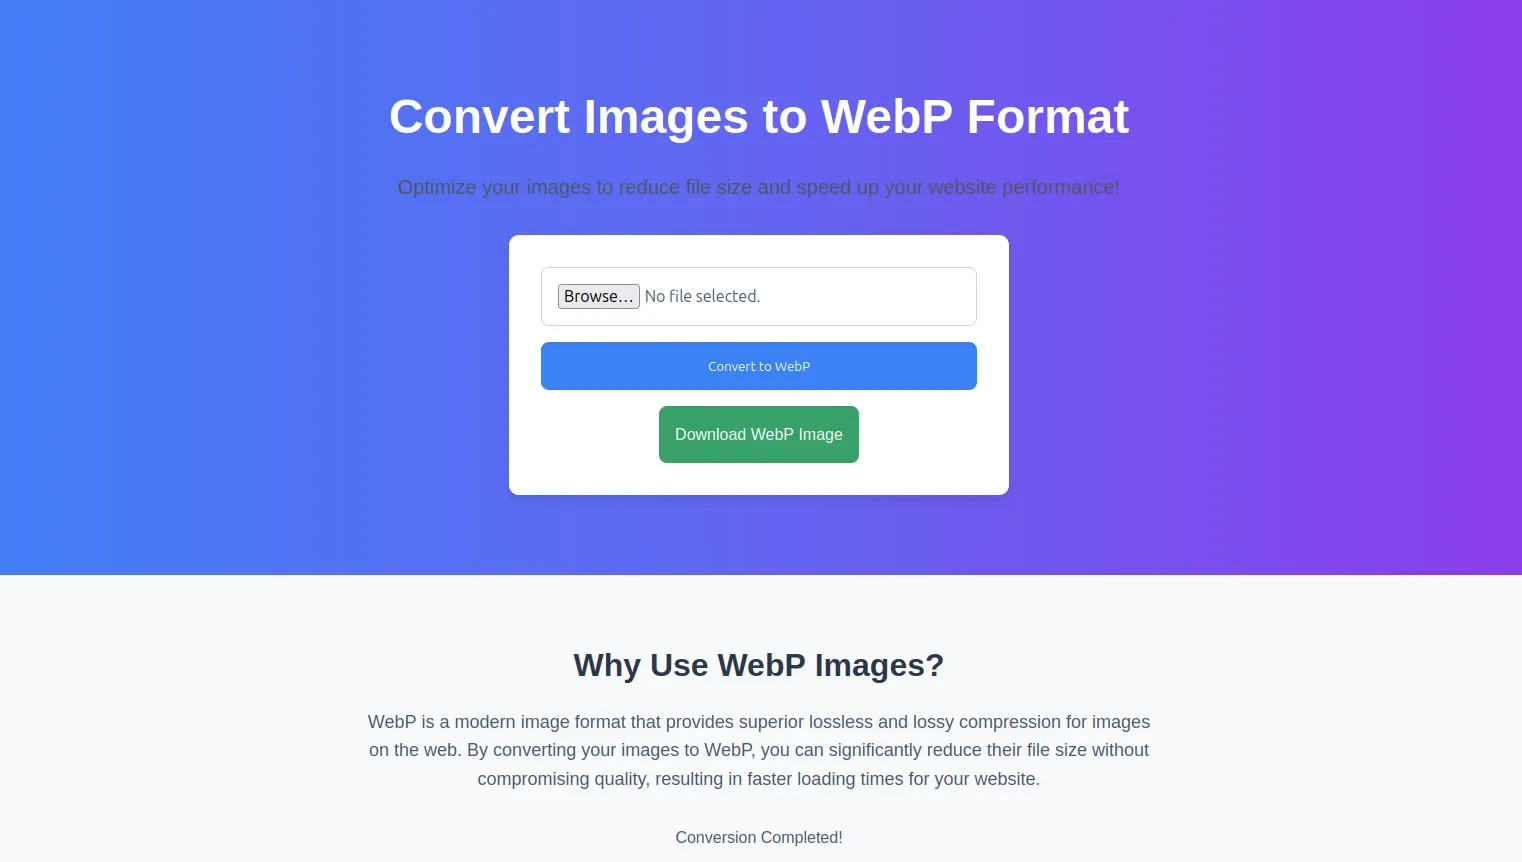 Convert Images to WebP Format
Optimize your images to reduce file size and speed up your website performance!
Browse... No file selected.
Convert to WebP
Download WebP Image
Why Use WebP Images?
WebP is a modern image format that provides superior lossless and lossy compression for images
on the web. By converting your images to WebP, you can significantly reduce their file size without
compromising quality, resulting in faster loading times for your website.
Conversion Completed!